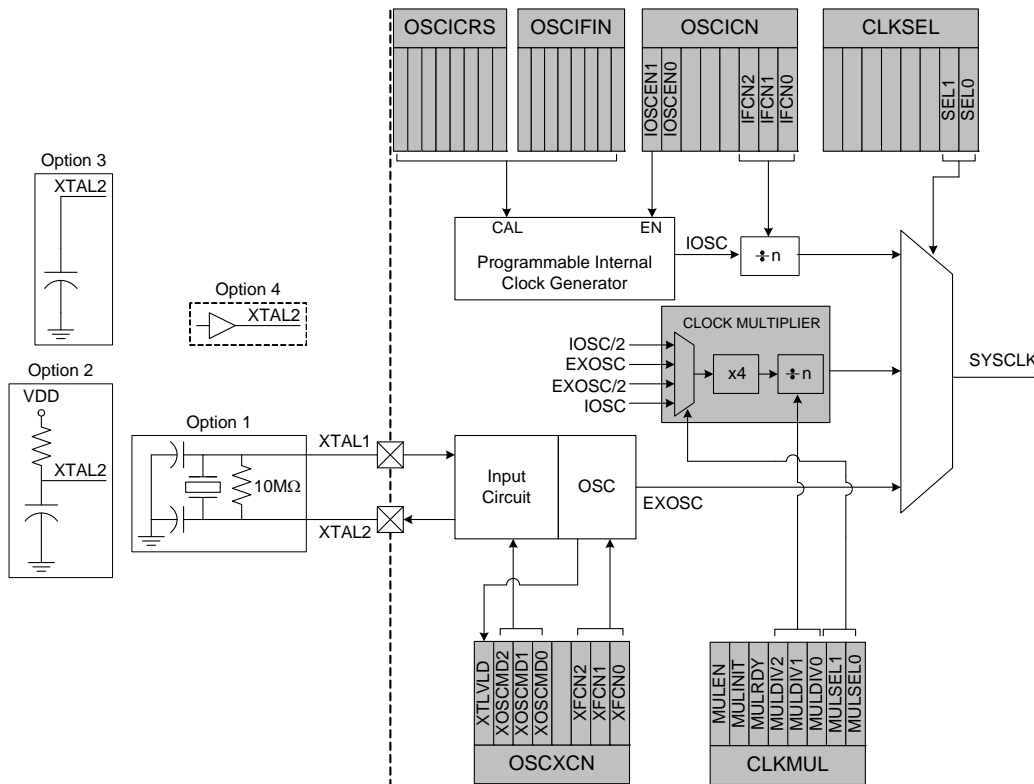 OSCICRS
OSCIFIN
OSCICN
CLKSEL
IOSCEN1
IOSCEN0
IFCN2
IFCN1
IFCN0
SEL1
SEL0
Option 3
XTAL2
CAL
EN
Programmable Internal
Clock Generator
IOSC
÷ n
Option 4
XTAL2
CLOCK MULTIPLIER
IOSC/2
EXOSC
EXOSC/2
IOSC
x4
÷ n
SYSCLK
Option 2
VDD
XTAL2
Option 1
10MΩ
XTAL1
XTAL2
Input
Circuit
OSC
EXOSC
XTLVLD
XOSCMD2
XOSCMD1
XOSCMD0
XFCN2
XFCN1
XFCN0
OSCXCN
MULEN
MULINIT
MULRDY
MULDIV2
MULDIV1
MULDIV0
MULSEL1
MULSEL0
CLKMUL